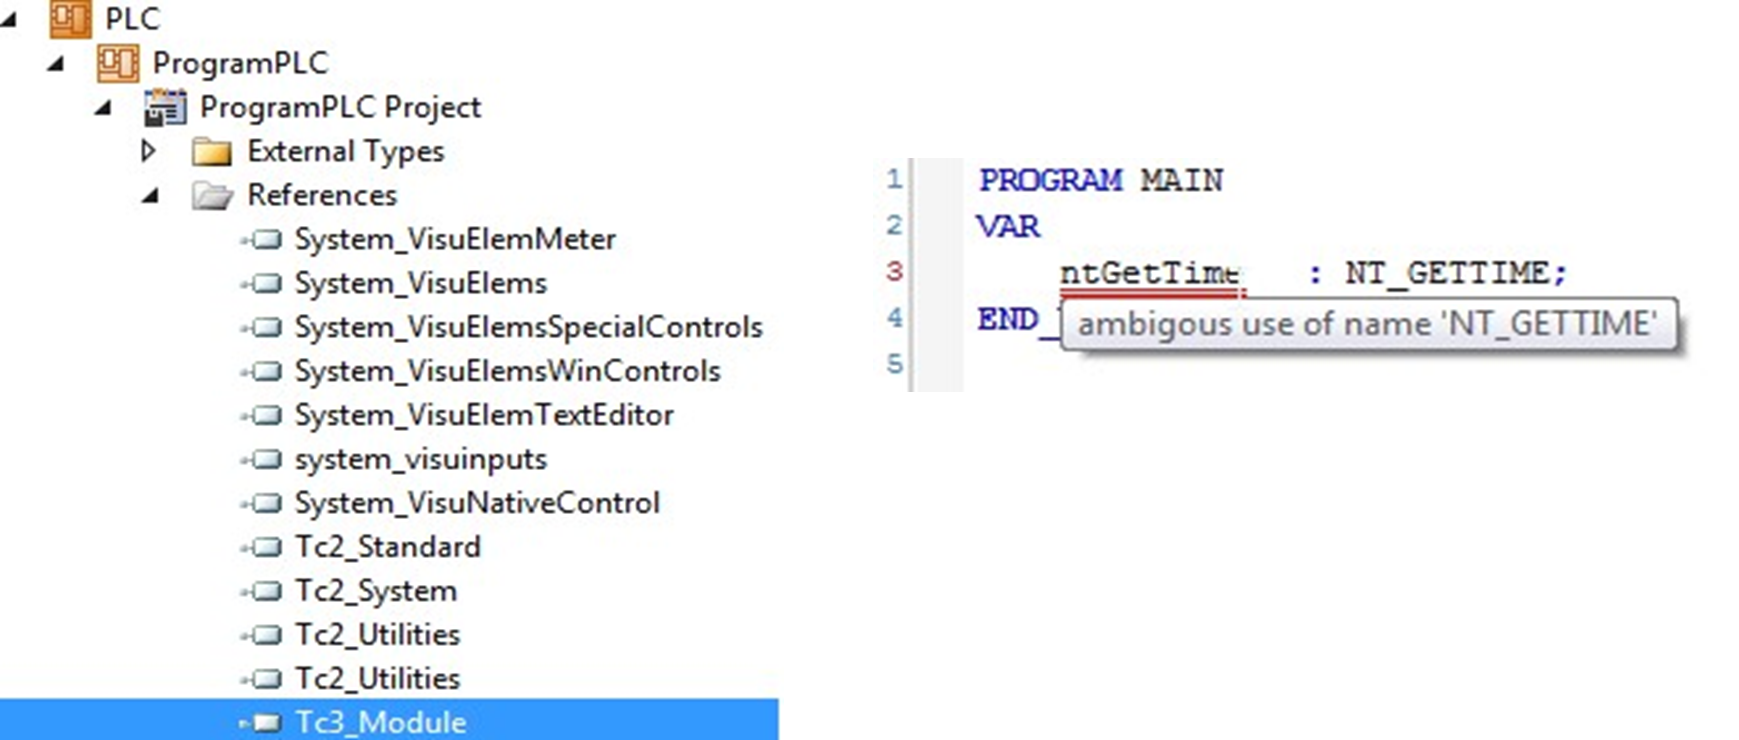 PLC
ProgramPLC
ProgramPLC Project
External Types
References
System_VisuElemMeter
System_VisuElems
System_VisuElemsSpecialControls
System_VisuElemsWinControls
System_VisuElemTextEditor
system_visuinputs
System_VisuNativeControl
Tc2_Standard
Tc2_System
Tc2_Utilities
Tc2_Utilities
Tc3_Module
1 PROGRAM MAIN
2 VAR
3 ntGetTime : NT_GETTIME;
4 END_
ambigous use of name 'NT_GETTIME'
5